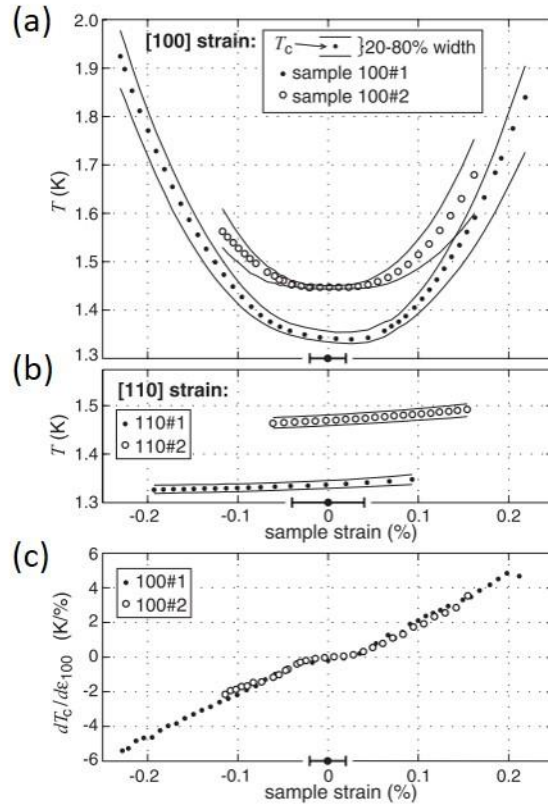 (a)
2.0
1.9
1.8
1.7
1.6
1.5
1.4
1.3
T (K)
[100] strain:
Tc
20-80% width
sample 100#1
sample 100#2
(b)
[110] strain:
110#1
110#2
1.5
1.4
1.3
T (K)
-0.2 -0.1 0 0.1 0.2
sample strain (%)
(c)
100#1
100#2
6
4
2
0
-2
-4
-6
dTc/dε100 (K/%)
-0.2 -0.1 0 0.1 0.2
sample strain (%)